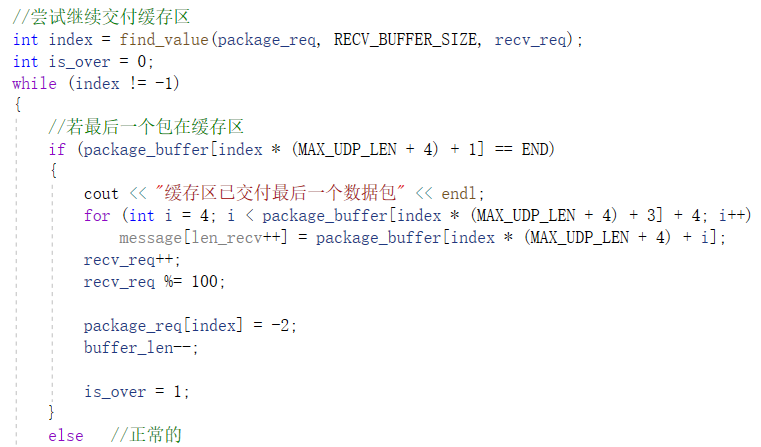 //尝试继续交付缓存区
int index = find_value(package_req, RECV_BUFFER_SIZE, recv_req);
int is_over = 0;
while (index != -1)
{
    //若最后一个包在缓存区
    if (package_buffer[index * (MAX_UDP_LEN + 4) + 1] == END)
    {
        cout << "缓存区已交付最后一个数据包" << endl;
        for (int i = 4; i < package_buffer[index * (MAX_UDP_LEN + 4) + 3] + 4; i++)
            message[len_recv++] = package_buffer[index * (MAX_UDP_LEN + 4) + i];
        recv_req++;
        recv_req %= 100;

        package_req[index] = -2;
        buffer_len--;

        is_over = 1;
    }
    else   //正常的